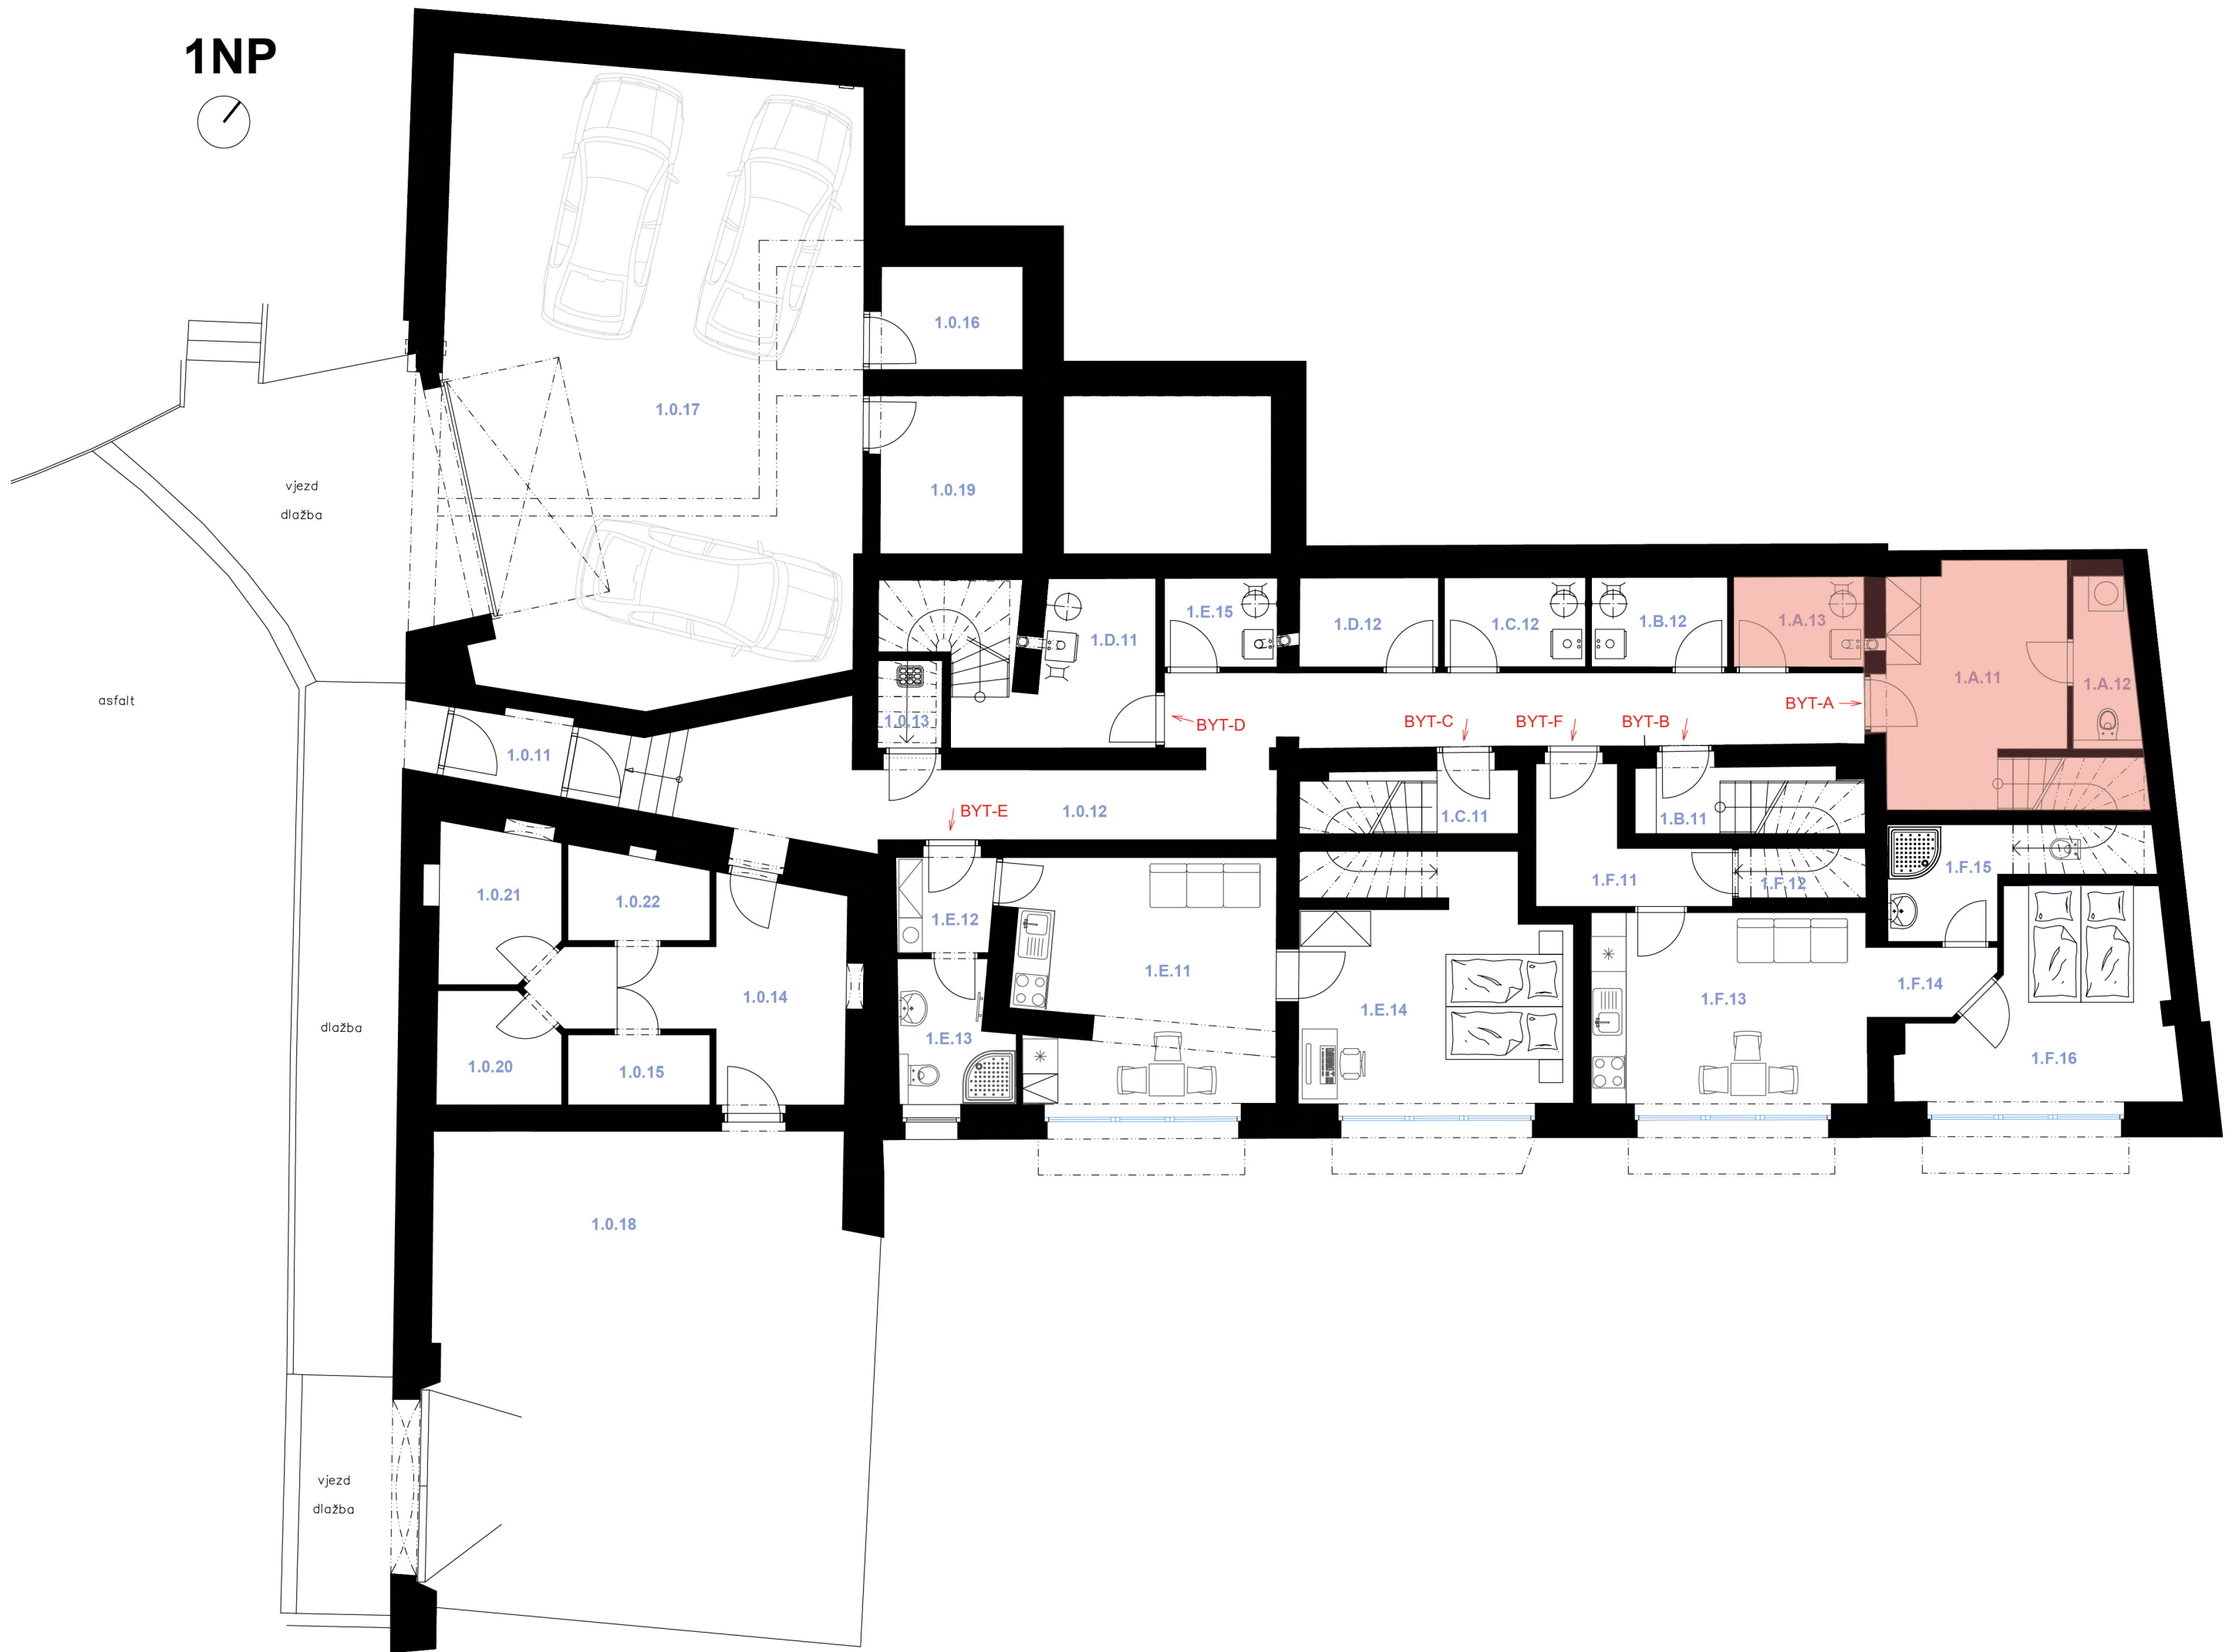 1NP
1.0.16
1.0.17
1.0.19
vjezd
dlažba
asfalt
1.E.15
1.D.11
1.D.12
1.C.12
1.B.12
1.A.13
1.A.11
1.A.12
BYT-A
BYT-D
BYT-C
BYT-F
BYT-B
1.0.13
1.0.11
BYT-E
1.0.12
1.C.11
1.B.11
1.F.15
1.F.12
1.F.11
1.0.21
1.0.22
1.E.12
1.E.11
1.F.14
1.F.13
1.0.14
1.E.14
dlažba
1.E.13
1.F.16
1.0.20
1.0.15
1.0.18
vjezd
dlažba